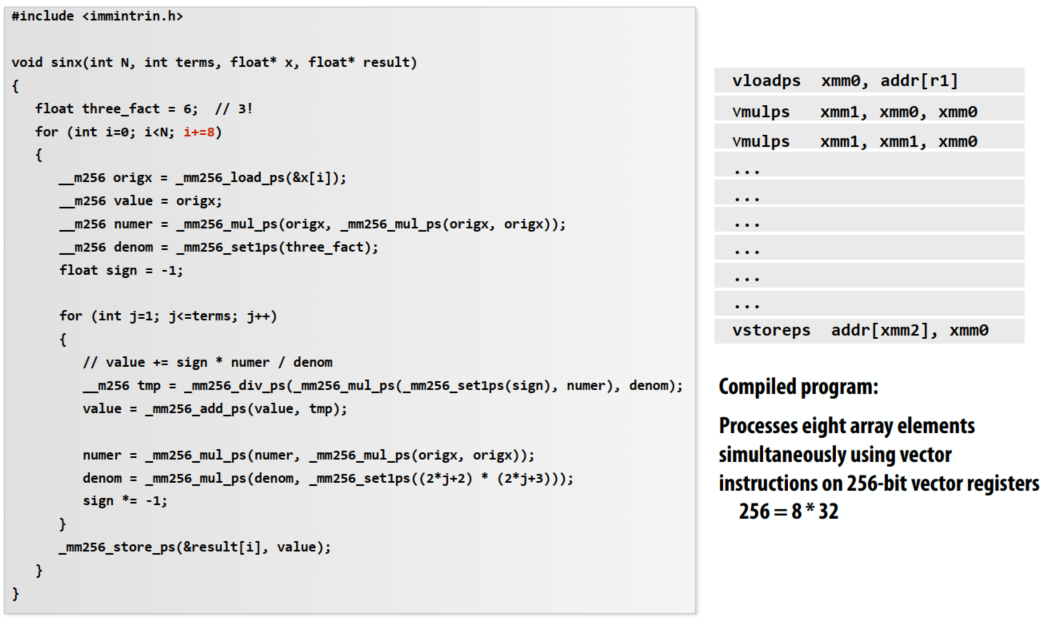 #include <immintrin.h>
void sinx(int N, int terms, float* x, float* result)
{
float three_fact = 6;  // 3!
for (int i=0; i<N; i+=8)
{
__m256 origx = _mm256_load_ps(&x[i]);
__m256 value = origx;
__m256 numer = _mm256_mul_ps(origx, _mm256_mul_ps(origx, origx));
__m256 denom = _mm256_set1ps(three_fact);
float sign = -1;
for (int j=1; j<=terms; j++)
{
// value += sign * numer / denom
__m256 tmp = _mm256_div_ps(_mm256_mul_ps(_mm256_set1ps(sign), numer), denom);
value = _mm256_add_ps(value, tmp);
numer = _mm256_mul_ps(numer, _mm256_mul_ps(origx, origx));
denom = _mm256_mul_ps(denom, _mm256_set1ps((2*j+2) * (2*j+3)));
sign *= -1;
}
_mm256_store_ps(&result[i], value);
}
}
vloadps  xmm0, addr[r1]
vmulps  xmm1, xmm0, xmm0
vmulps  xmm1, xmm1, xmm0
...
...
...
...
...
...
vstoreps  addr[xmm2], xmm0
Compiled program:
Processes eight array elements
simultaneously using vector
instructions on 256-bit vector registers
256 = 8 * 32